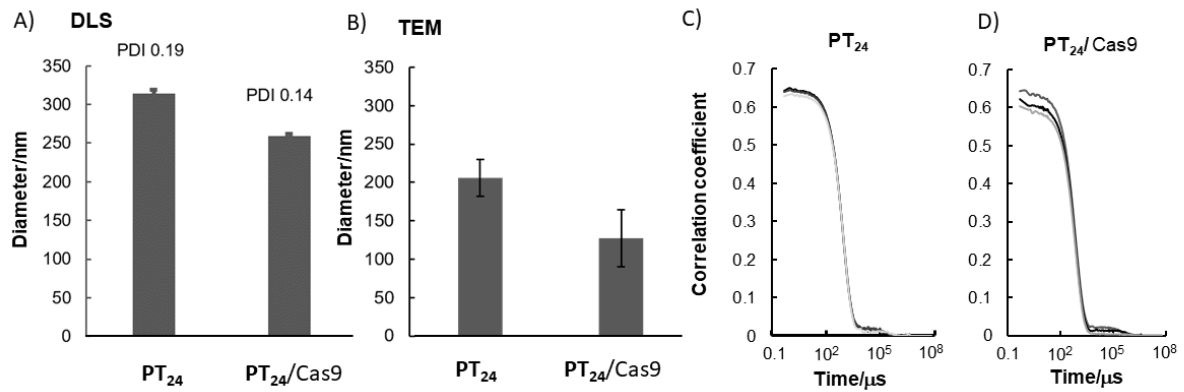 A) DLS
PDI 0.19
PDI 0.14
350
300
250
200
150
100
50
0
Diameter/nm
PT₂₄
PT₂₄/Cas9
B) TEM
350
300
250
200
150
100
50
0
Diameter/nm
PT₂₄
PT₂₄/Cas9
C)
PT₂₄
0.7
0.6
0.5
0.4
0.3
0.2
0.1
0
Correlation coefficient
0.1 10² 10⁵ 10⁸
Time/µs
D)
PT₂₄/ Cas9
0.7
0.6
0.5
0.4
0.3
0.2
0.1
0
0.1 10² 10⁵ 10⁸
Time/µs